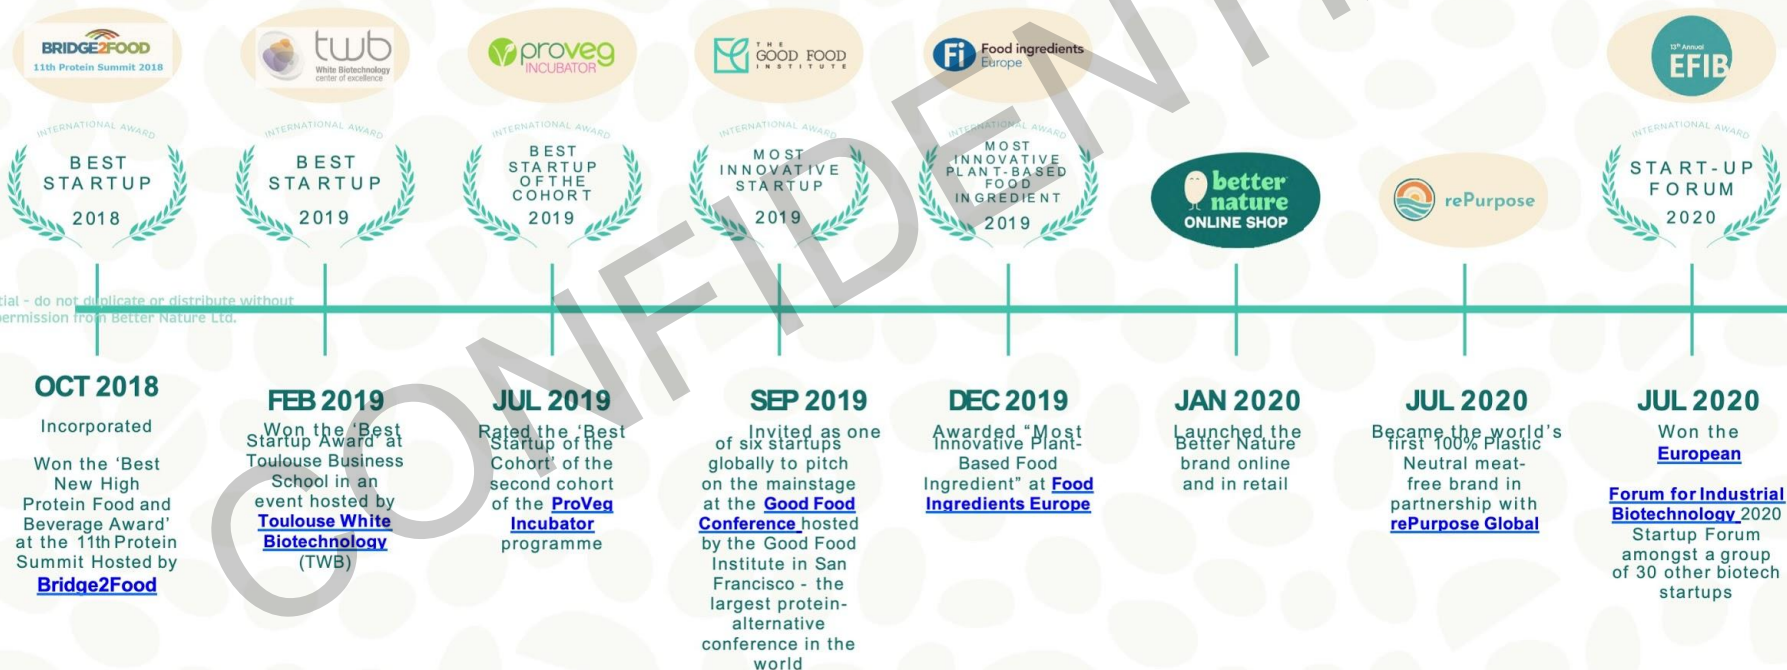 BRIDGE2FOOD
11th Protein Summit 2018
twb
White Biotechnology
center of excellence
proveg
INCUBATOR
THE
GOOD FOOD
INSTITUTE
Fi
Food ingredients
Europe
13th Annual
EFIB
INTERNATIONAL AWARD
BEST
STARTUP
2018
INTERNATIONAL AWARD
BEST
STARTUP
2019
INTERNATIONAL AWARD
BEST
STARTUP
OF THE
COHORT
2019
INTERNATIONAL AWARD
MOST
INNOVATIVE
STARTUP
2019
INTERNATIONAL AWARD
MOST
INNOVATIVE
PLANT-BASED
FOOD
INGREDIENT
2019
better
nature
ONLINE SHOP
rePurpose
INTERNATIONAL AWARD
START-UP
FORUM
2020
tial - do not duplicate or distribute without
ermission from Better Nature Ltd.
CONFIDENT
OCT 2018
Incorporated
Won the ‘Best
New High
Protein Food and
Beverage Award’
at the 11th Protein
Summit Hosted by
Bridge2Food
FEB 2019
Won the ‘Best
Startup Award’ at
Toulouse Business
School in an
event hosted by
Toulouse White
Biotechnology
(TWB)
JUL 2019
Rated the ‘Best
Startup of the
Cohort’ of the
second cohort
of the ProVeg
Incubator
programme
SEP 2019
Invited as one
of six startups
globally to pitch
on the mainstage
at the Good Food
Conference hosted
by the Good Food
Institute in San
Francisco - the
largest protein-
alternative
conference in the
world
DEC 2019
Awarded “Most
Innovative Plant-
Based Food
Ingredient” at Food
Ingredients Europe
JAN 2020
Launched the
Better Nature
brand online
and in retail
JUL 2020
Became the world’s
first 100% Plastic
Neutral meat-
free brand in
partnership with
rePurpose Global
JUL 2020
Won the
European
Forum for Industrial
Biotechnology 2020
Startup Forum
amongst a group
of 30 other biotech
startups